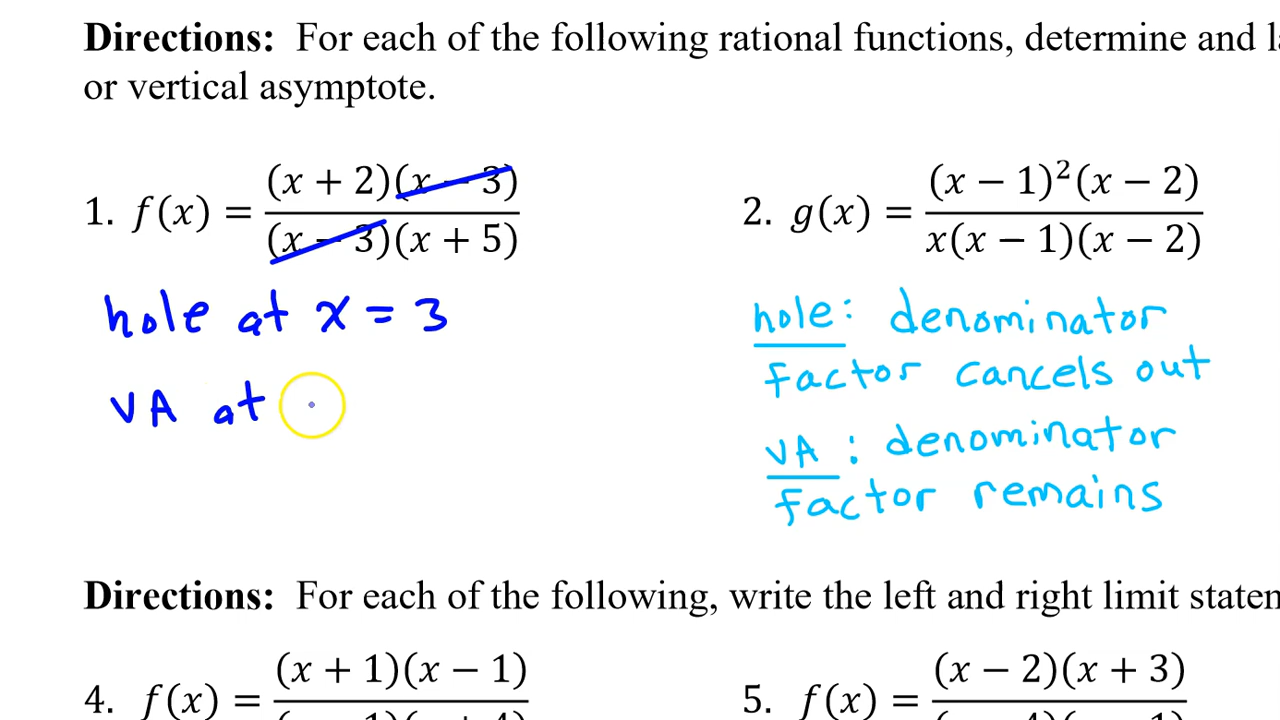 Directions: For each of the following rational functions, determine and l
or vertical asymptote.
1. f(x) = (x + 2)(x − 3) / (x − 3)(x + 5)
2. g(x) = (x − 1)²(x − 2) / x(x − 1)(x − 2)
hole at x = 3
VA at
hole: denominator
factor cancels out
VA: denominator
factor remains
Directions: For each of the following, write the left and right limit
4. f(x) = (x + 1)(x − 1)
5. f(x) = (x − 2)(x + 3)